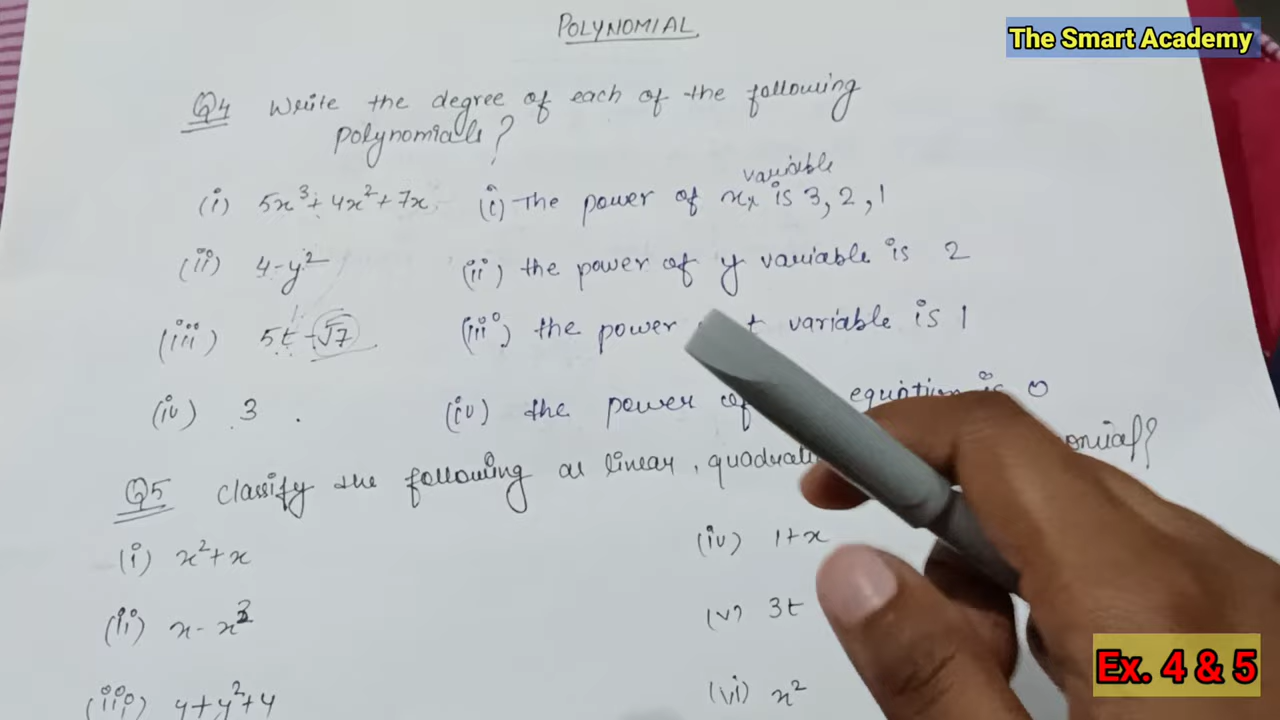 POLYNOMIAL
The Smart Academy
Q4 Write the degree of each of the following
polynomials?
variable
(i) 5x³+4x²+7x (i) The power of x is 3, 2, 1
(ii) 4-y² (ii) the power of y variable is 2
(iii) 5t-√7 (iii) the power t variable is 1
(iv) 3 . (iv) the power of is 0
Q5 Classify the following as linear,
(i) x²+x (iv) 1+x
(ii) x-x³ (v) 3t
(iii) y+y²+4 (vi) x²
Ex. 4 & 5